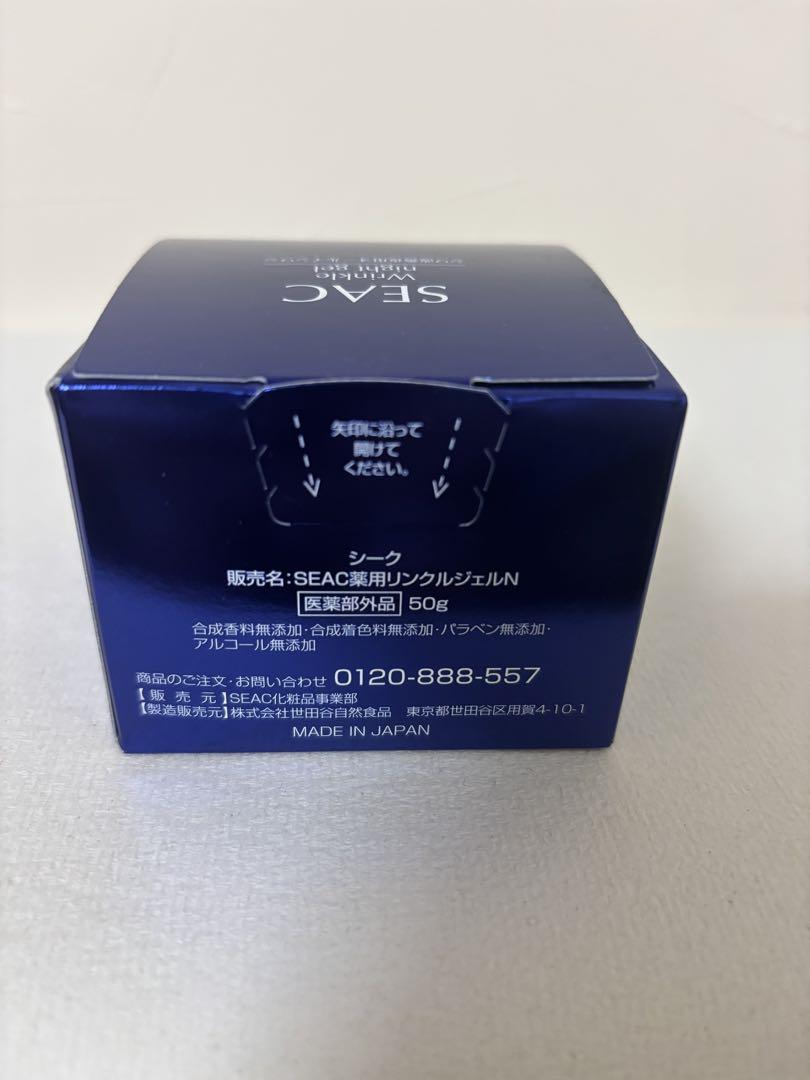 SEAC
Wrinkle
night gel
矢印に沿って
開けて
ください。
シーク
販売名：SEAC薬用リンクルジェルN
医薬部外品 50g
合成香料無添加・合成着色料無添加・パラベン無添加・
アルコール無添加
商品のご注文・お問い合わせ 0120-888-557
【販売元】SEAC化粧品事業部
【製造販売元】株式会社世田谷自然食品 東京都世田谷区用賀4-10-1
MADE IN JAPAN